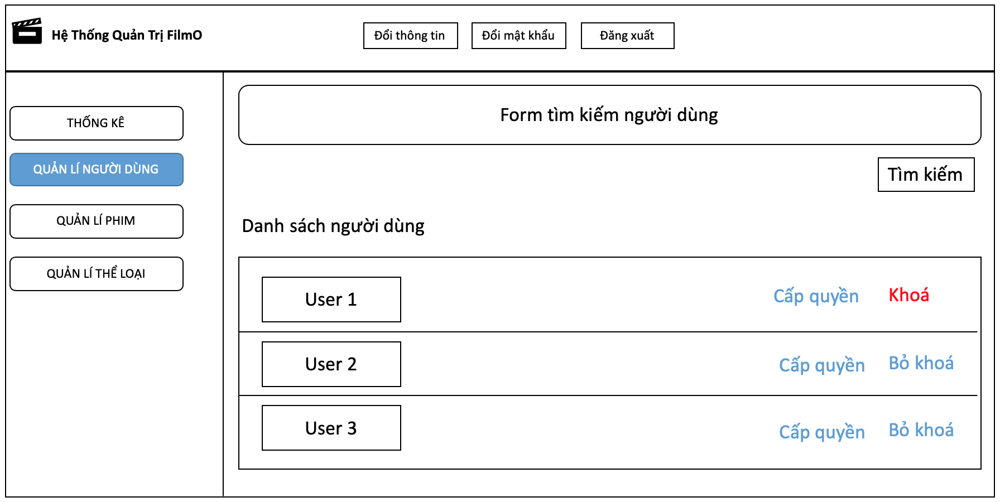 Hệ Thống Quản Trị FilmO
Đổi thông tin
Đổi mật khẩu
Đăng xuất
THỐNG KÊ
QUẢN LÍ NGƯỜI DÙNG
QUẢN LÍ PHIM
QUẢN LÍ THỂ LOẠI
Form tìm kiếm người dùng
Tìm kiếm
Danh sách người dùng
User 1 Cấp quyền Khoá
User 2 Cấp quyền Bỏ khoá
User 3 Cấp quyền Bỏ khoá